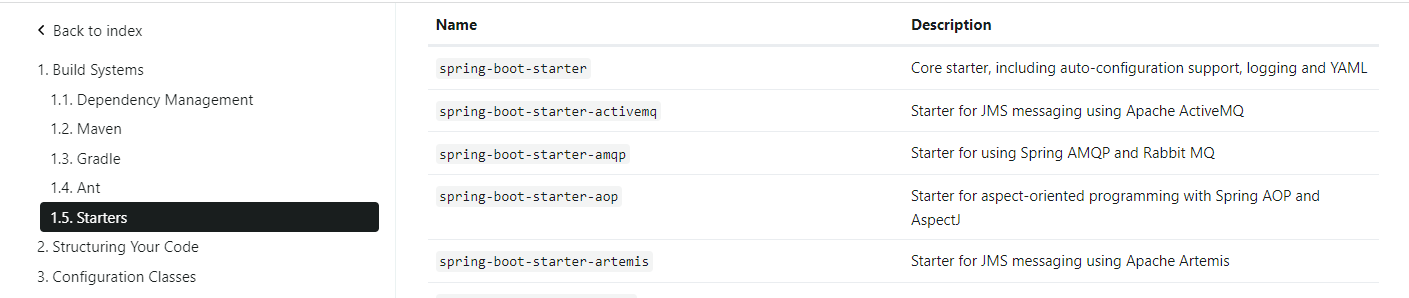 Back to index
1. Build Systems
1.1. Dependency Management
1.2. Maven
1.3. Gradle
1.4. Ant
1.5. Starters
2. Structuring Your Code
3. Configuration Classes
Name Description
spring-boot-starter Core starter, including auto-configuration support, logging and YAML
spring-boot-starter-activemq Starter for JMS messaging using Apache ActiveMQ
spring-boot-starter-amqp Starter for using Spring AMQP and Rabbit MQ
spring-boot-starter-aop Starter for aspect-oriented programming with Spring AOP and
AspectJ
spring-boot-starter-artemis Starter for JMS messaging using Apache Artemis